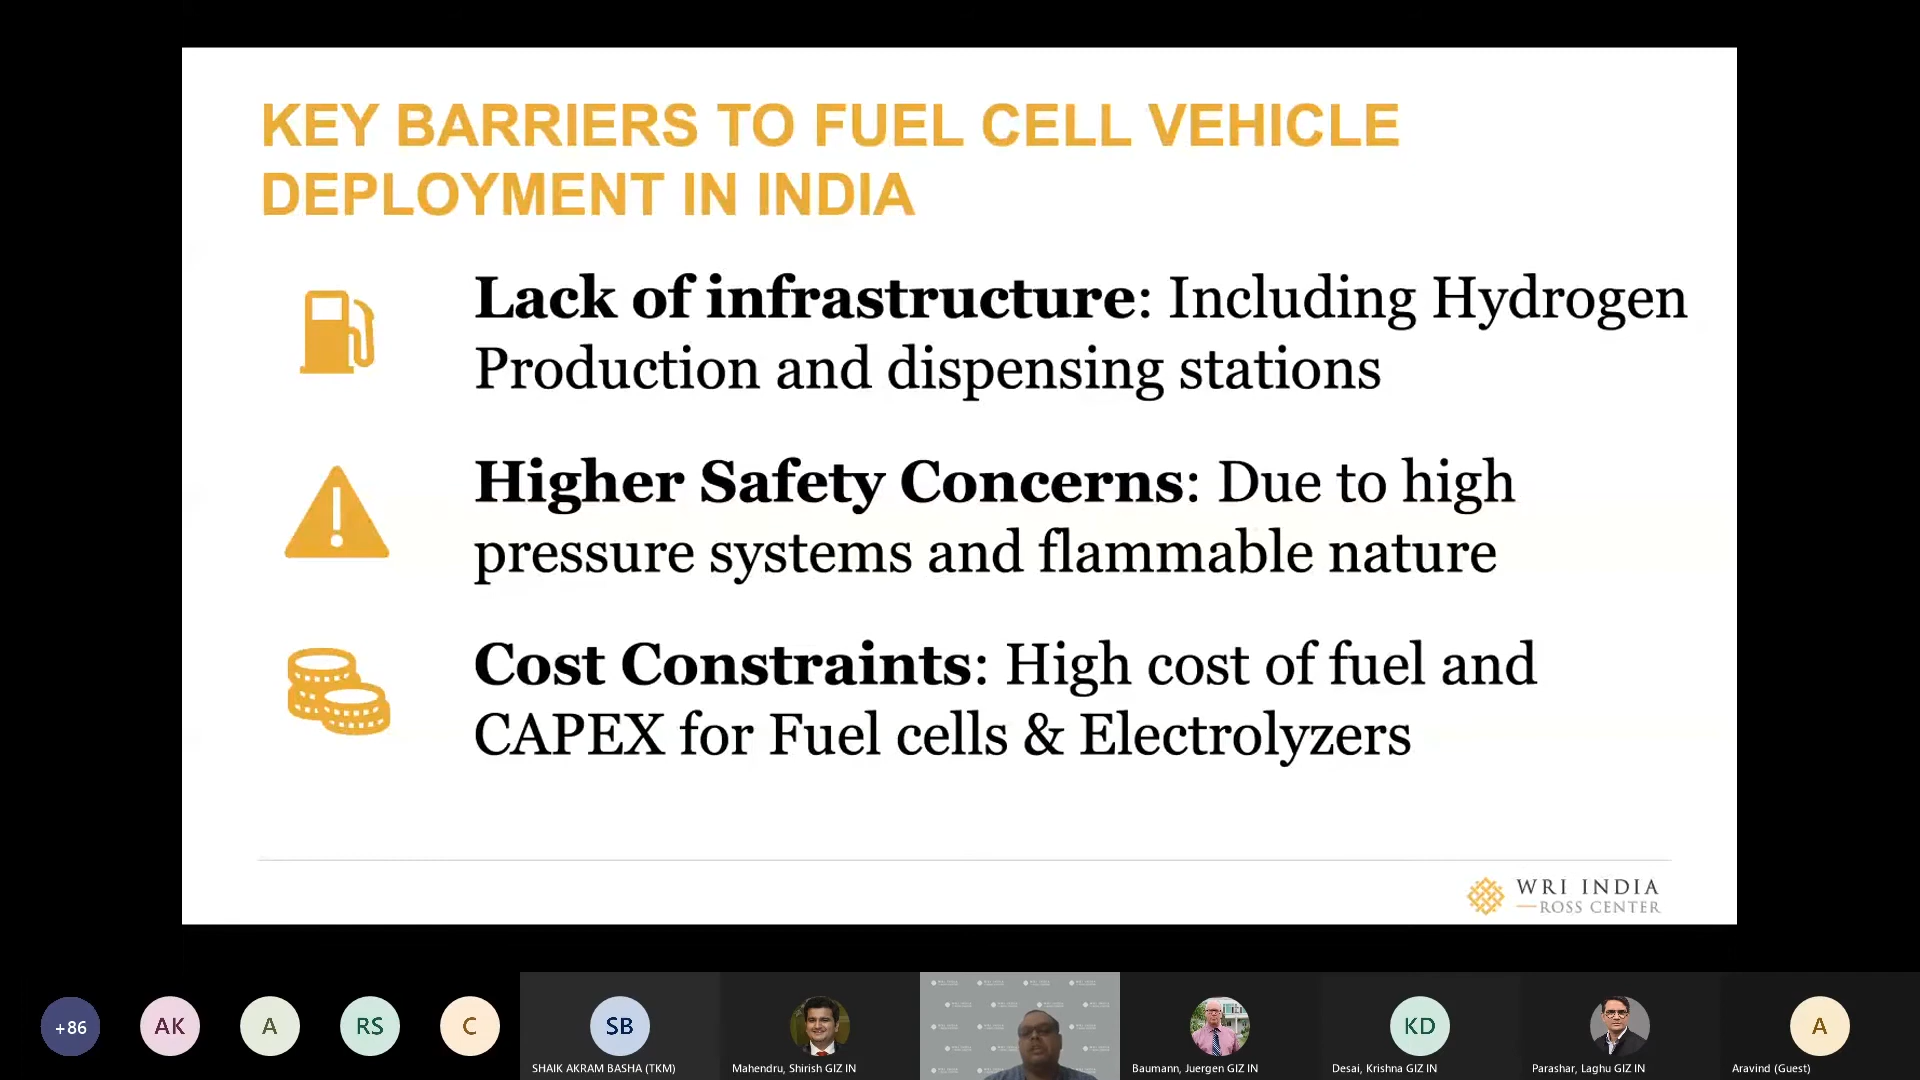 KEY BARRIERS TO FUEL CELL VEHICLE
DEPLOYMENT IN INDIA
Lack of infrastructure: Including Hydrogen
Production and dispensing stations
Higher Safety Concerns: Due to high
pressure systems and flammable nature
Cost Constraints: High cost of fuel and
CAPEX for Fuel cells & Electrolyzers
WRI INDIA
ROSS CENTER
+86
AK
A
RS
C
SB
KD
A
SHAIK AKRAM BASHA (TKM)
Mahendru, Shirish GIZ IN
Baumann, Juergen GIZ IN
Desai, Krishna GIZ IN
Parashar, Laghu GIZ IN
Aravind (Guest)